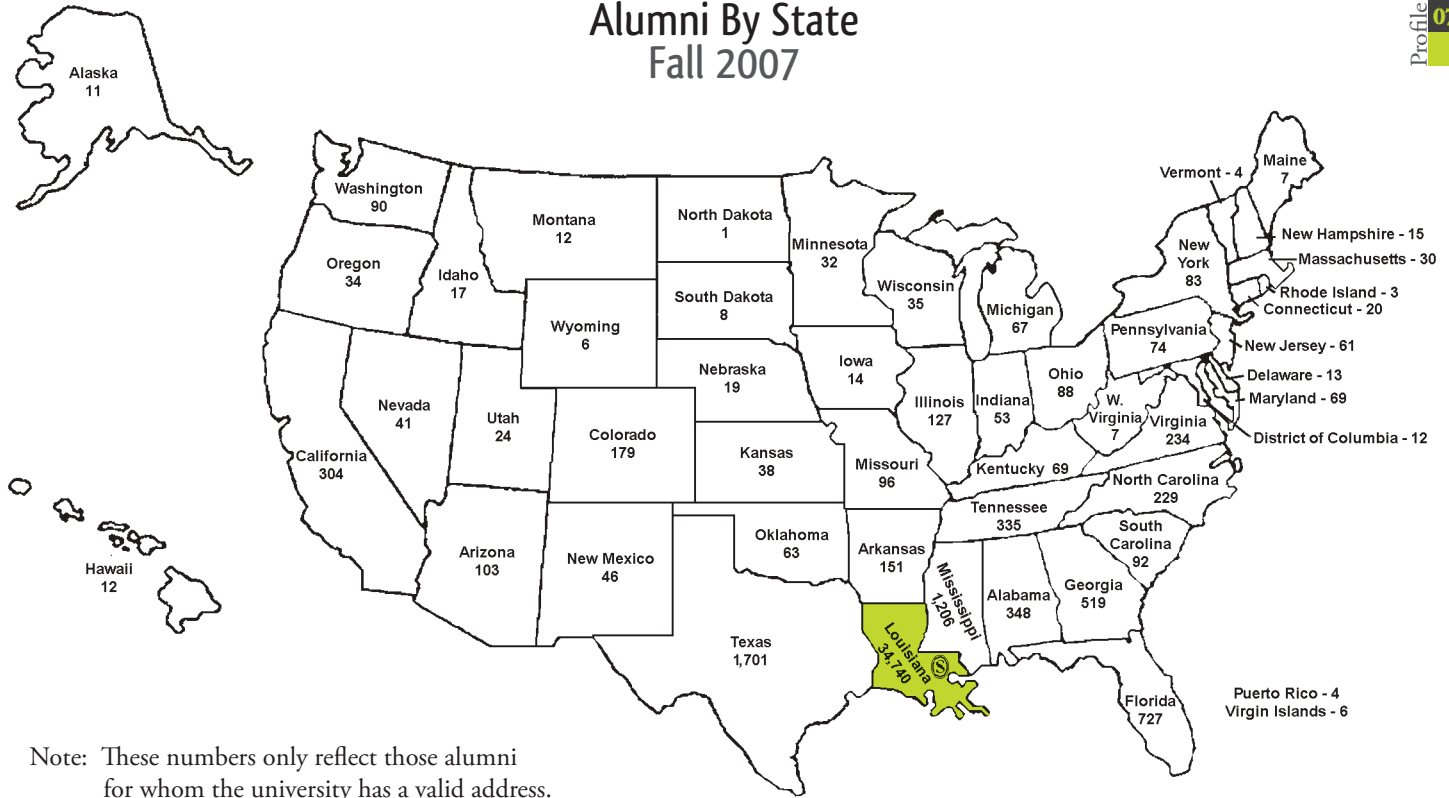 Alumni By State
Fall 2007
Profile
07
Alaska
11
Washington
90
Oregon
34
Idaho
17
Montana
12
North Dakota
1
Minnesota
32
South Dakota
8
Wyoming
6
Wisconsin
35
Michigan
67
Nebraska
19
Iowa
14
Nevada
41
Utah
24
Colorado
179
California
304
Kansas
38
Missouri
96
Illinois
127
Indiana
53
Ohio
88
W.
Virginia
7
Virginia
234
Kentucky 69
Pennsylvania
74
New
York
83
Vermont - 4
Maine
7
New Hampshire - 15
Massachusetts - 30
Rhode Island - 3
Connecticut - 20
New Jersey - 61
Delaware - 13
Maryland - 69
District of Columbia - 12
North Carolina
229
Tennessee
335
South
Carolina
92
Arizona
103
New Mexico
46
Oklahoma
63
Arkansas
151
Mississippi
1,206
Alabama
348
Georgia
519
Hawaii
12
Texas
1,701
Louisiana
34,740
S
Florida
727
Puerto Rico - 4
Virgin Islands - 6
Note: These numbers only reflect those alumni
for whom the university has a valid address.